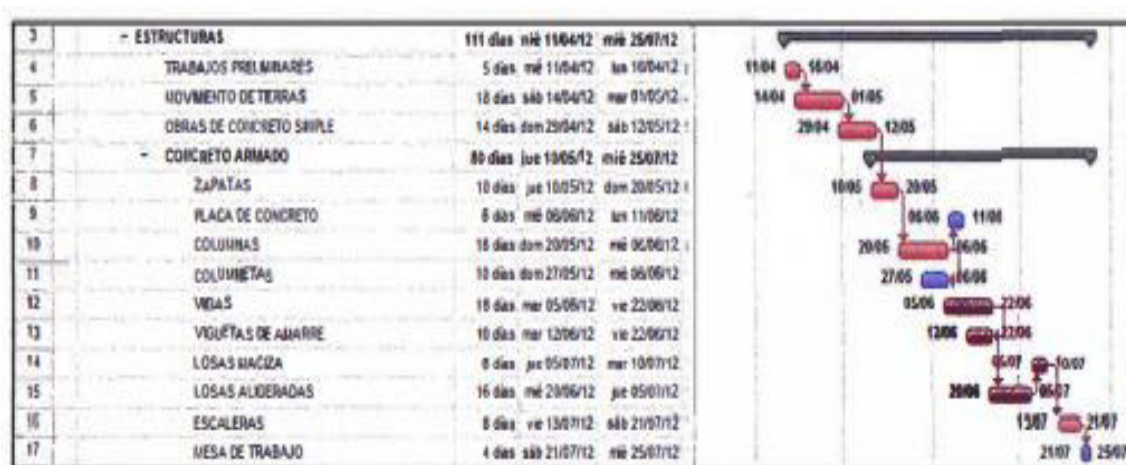 3 - ESTRUCTURAS 111 días mié 11/04/12 mié 25/07/12
4 TRABAJOS PRELIMINARES 5 días mié 11/04/12 lun 16/04/12 11/04 16/04
5 MOVIMIENTO DE TIERRAS 18 días sáb 14/04/12 mar 01/05/12 14/04 01/05
6 OBRAS DE CONCRETO SIMPLE 14 días dom 29/04/12 sáb 12/05/12 29/04 12/05
7 - CONCRETO ARMADO 80 días jue 10/05/12 mié 25/07/12
8 ZAPATAS 10 días jue 10/05/12 dom 20/05/12 10/05 20/05
9 PLACA DE CONCRETO 6 días mié 06/06/12 lun 11/06/12 06/06 11/06
10 COLUMNAS 18 días dom 20/05/12 mié 06/06/12 20/05 06/06
11 COLUMNETAS 10 días dom 27/05/12 mié 06/06/12 27/05 06/06
12 VIGAS 18 días mar 05/06/12 vie 22/06/12 05/06 22/06
13 VIGUETAS DE AMARRE 10 días mar 12/06/12 vie 22/06/12 12/06 22/06
14 LOSAS MACIZA días jue 05/07/12 mar 10/07/12 05/07 10/07
15 LOSAS ALIGERADAS 16 días mié 20/06/12 jue 05/07/12 20/06 05/07
16 ESCALERAS 8 días vie 13/07/12 sáb 21/07/12 13/07 21/07
17 MESA DE TRABAJO 4 días sáb 21/07/12 mié 25/07/12 21/07 25/07